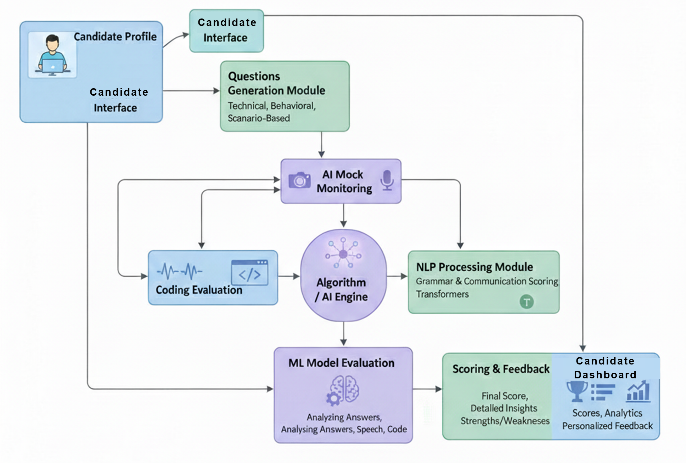 Candidate Profile
Candidate
Interface
Candidate
Interface
Questions
Generation Module
Technical, Behavioral,
Scanario-Based
AI Mock
Monitoring
</>
Coding Evaluation
Algorithm
/ AI Engine
NLP Processing Module
Grammar & Communication Scoring
Transformers
T
ML Model Evaluation
Analyzing Answers,
Analysing Answers, Speech, Code
Scoring & Feedback
Final Score,
Detailed Insights
Strengths/Weakneses
Candidate
Dashboard
Scores, Analytics
Personalized Feedback